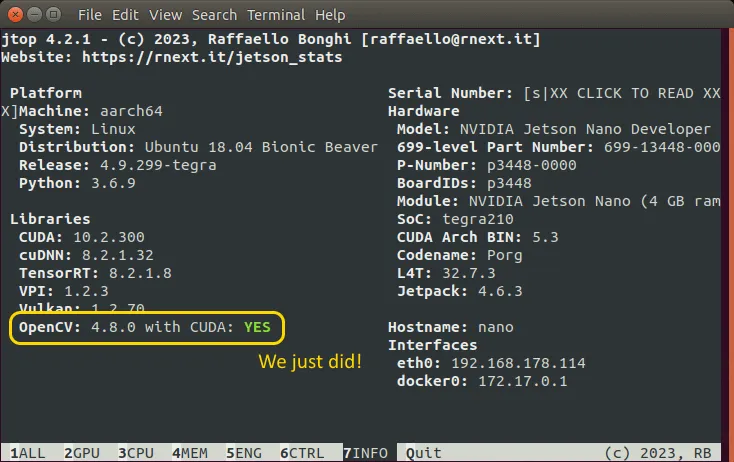 File Edit View Search Terminal Help
jtop 4.2.1 - (c) 2023, Raffaello Bonghi [raffaello@rnext.it]
Website: https://rnext.it/jetson_stats
Platform
X]Machine: aarch64
System: Linux
Distribution: Ubuntu 18.04 Bionic Beaver
Release: 4.9.299-tegra
Python: 3.6.9
Libraries
CUDA: 10.2.300
cuDNN: 8.2.1.32
TensorRT: 8.2.1.8
VPI: 1.2.3
Vulkan: 1.2.70
OpenCV: 4.8.0 with CUDA: YES
We just did!
Serial Number: [s|XX CLICK TO READ XX
Hardware
Model: NVIDIA Jetson Nano Developer
699-level Part Number: 699-13448-000
P-Number: p3448-0000
BoardIDs: p3448
Module: NVIDIA Jetson Nano (4 GB ram
SoC: tegra210
CUDA Arch BIN: 5.3
Codename: Porg
L4T: 32.7.3
Jetpack: 4.6.3
Hostname: nano
Interfaces
eth0: 192.168.178.114
docker0: 172.17.0.1
1ALL 2GPU 3CPU 4MEM 5ENG 6CTRL 7INFO Quit (c) 2023, RB